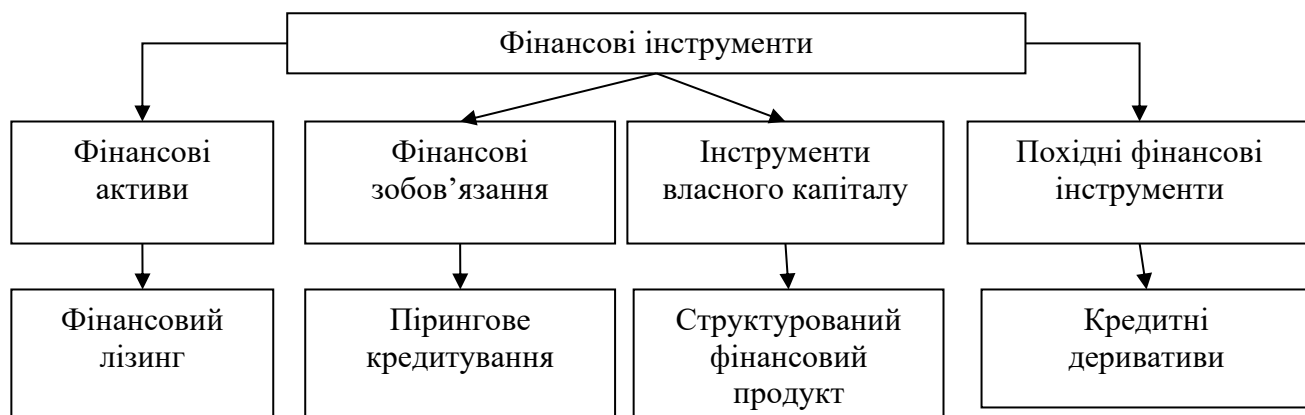 Фінансові інструменти
Фінансові
активи
Фінансові
зобов’язання
Інструменти
власного капіталу
Похідні фінансові
інструменти
Фінансовий
лізинг
Пірингове
кредитування
Структурований
фінансовий
продукт
Кредитні
деривативи